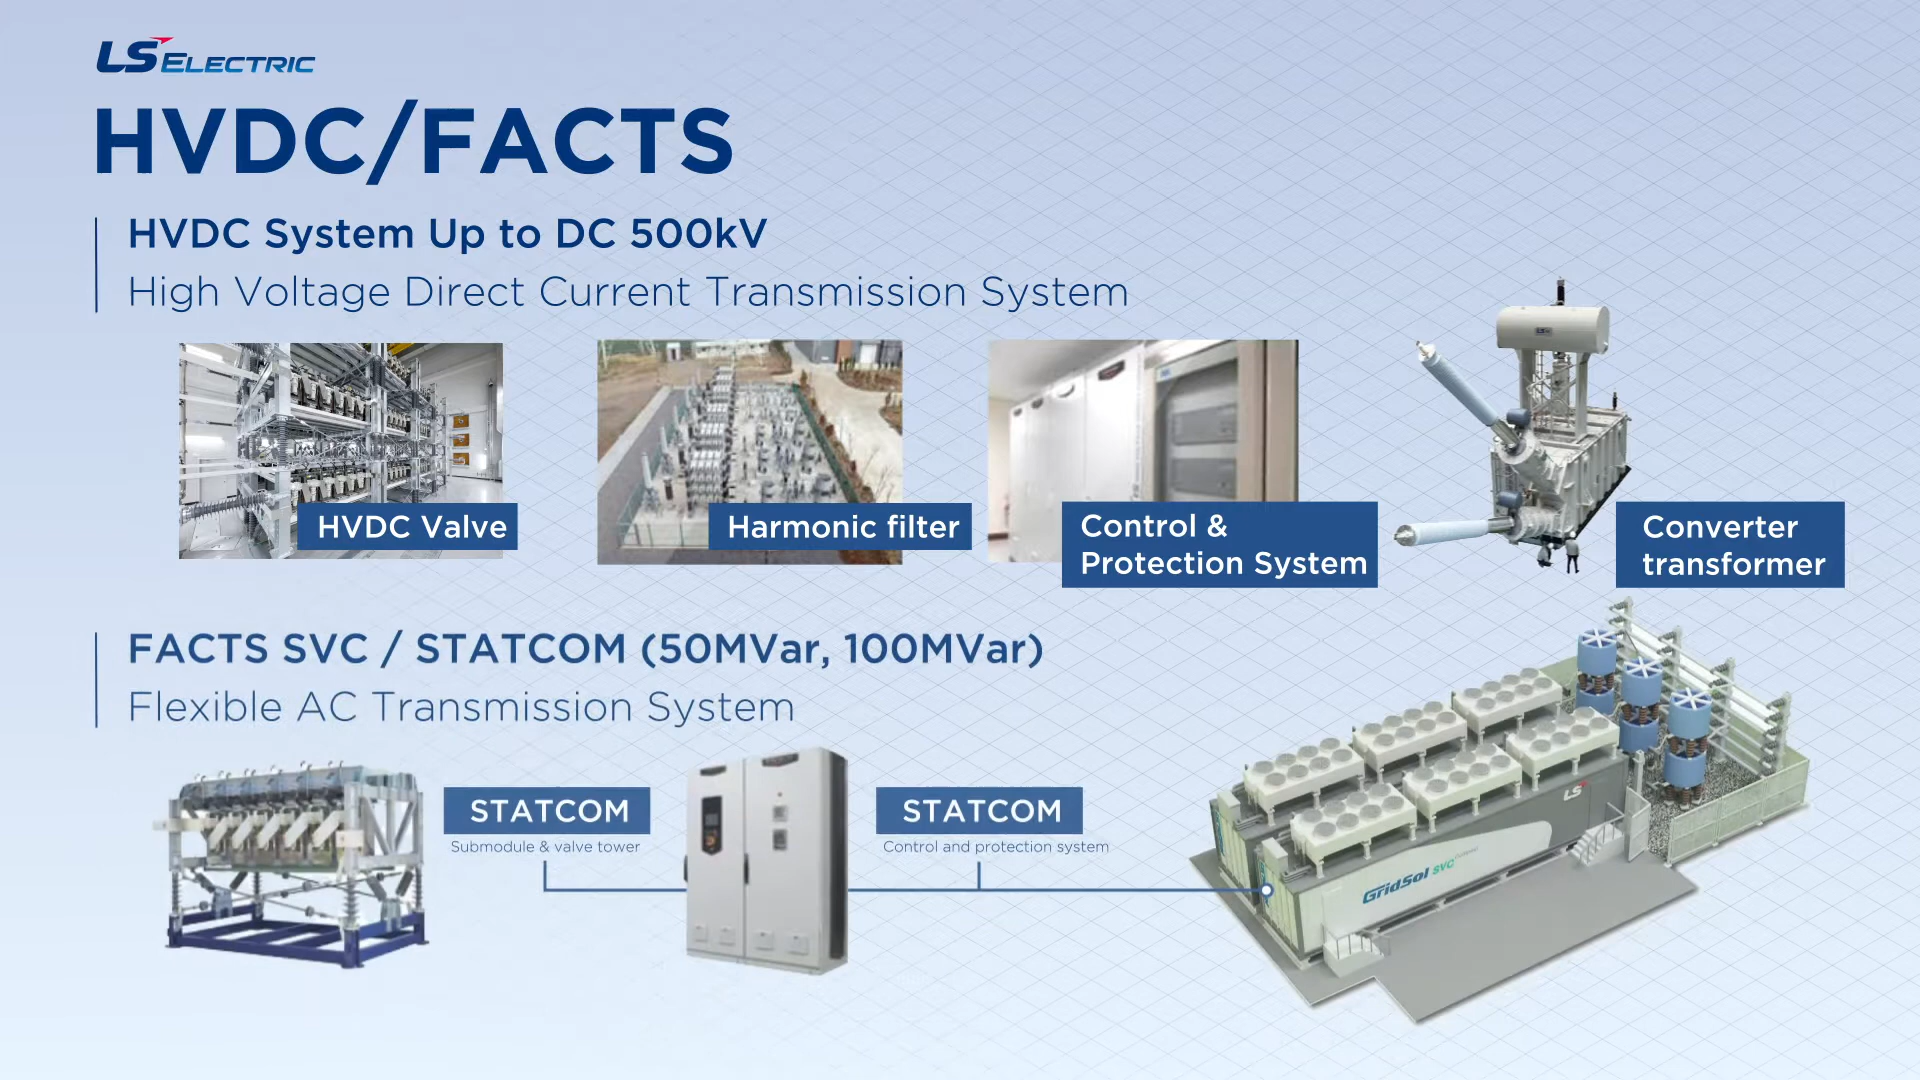 LS ELECTRIC
HVDC/FACTS
HVDC System Up to DC 500kV
High Voltage Direct Current Transmission System
HVDC Valve
Harmonic filter
Control &
Protection System
LS
Converter
transformer
FACTS SVC / STATCOM (50MVar, 100MVar)
Flexible AC Transmission System
STATCOM
Submodule & valve tower
STATCOM
Control and protection system
LS
GridSol SVC